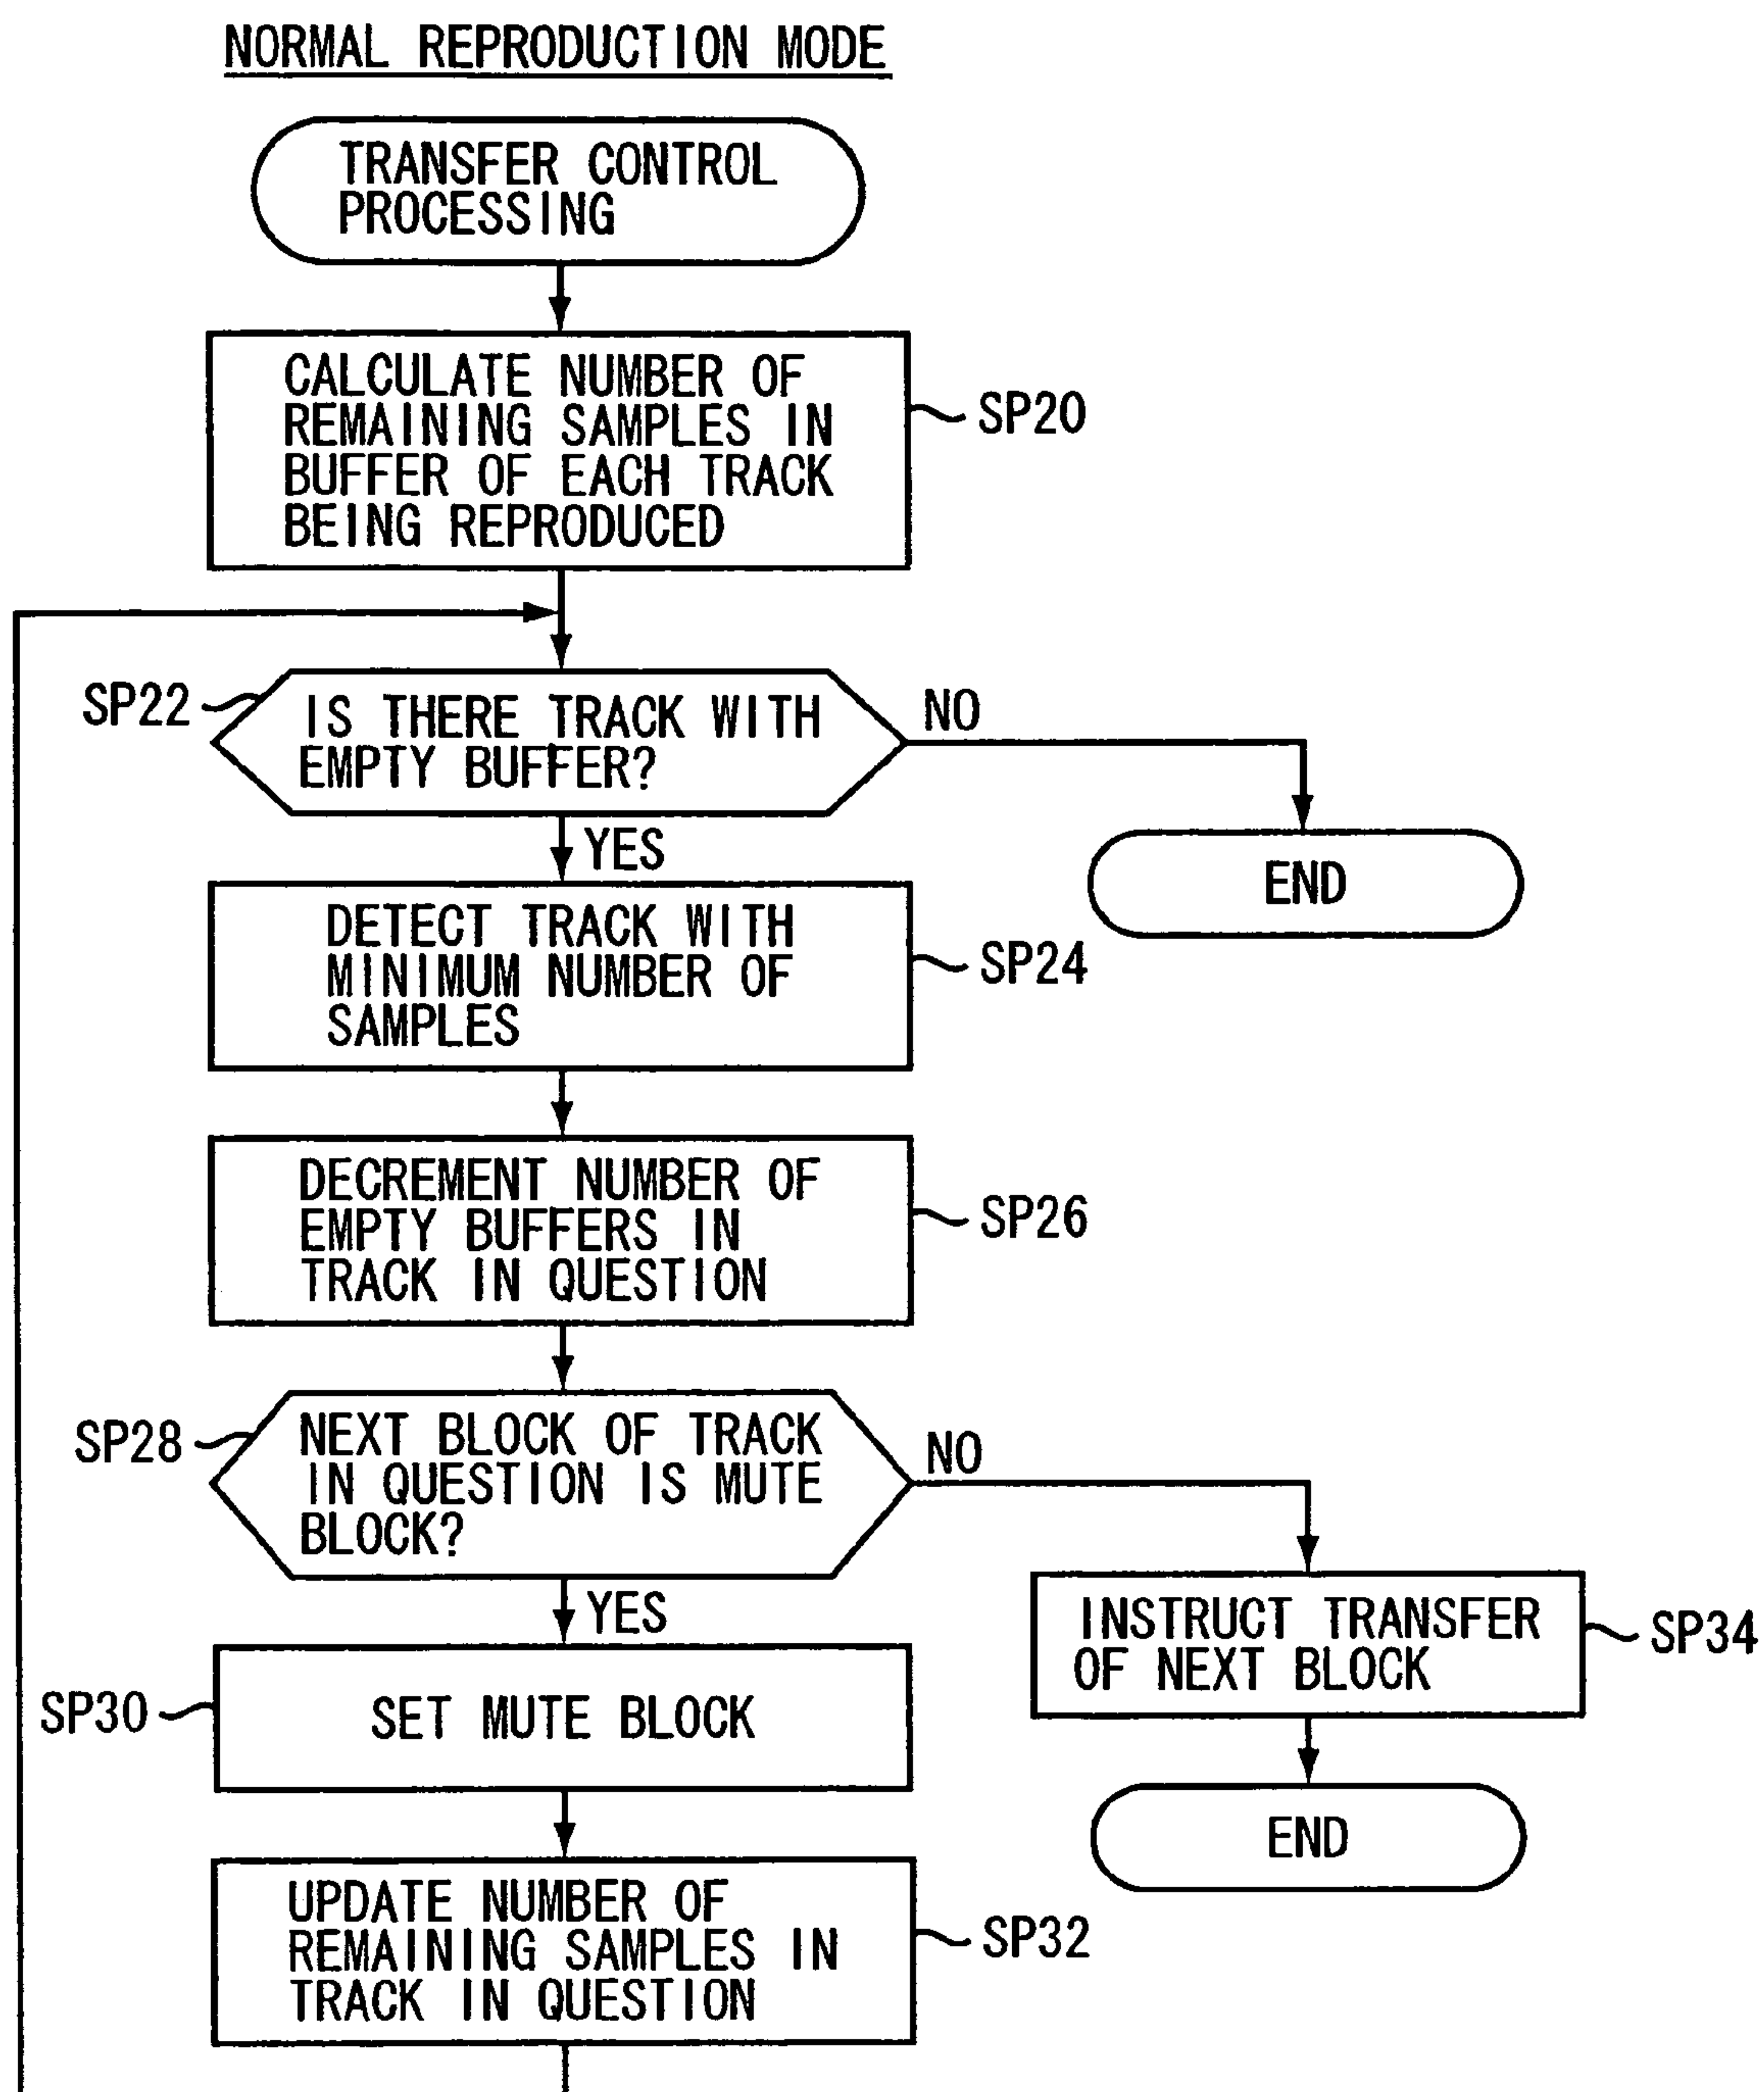 NORMAL REPRODUCTION MODE
TRANSFER CONTROL
PROCESSING
CALCULATE NUMBER OF
REMAINING SAMPLES IN
BUFFER OF EACH TRACK
BEING REPRODUCED
SP20
SP22
IS THERE TRACK WITH
EMPTY BUFFER?
NO
YES
END
DETECT TRACK WITH
MINIMUM NUMBER OF
SAMPLES
SP24
DECREMENT NUMBER OF
EMPTY BUFFERS IN
TRACK IN QUESTION
SP26
SP28
NEXT BLOCK OF TRACK
IN QUESTION IS MUTE
BLOCK?
NO
YES
INSTRUCT TRANSFER
OF NEXT BLOCK
SP34
SP30
SET MUTE BLOCK
END
UPDATE NUMBER OF
REMAINING SAMPLES IN
TRACK IN QUESTION
SP32